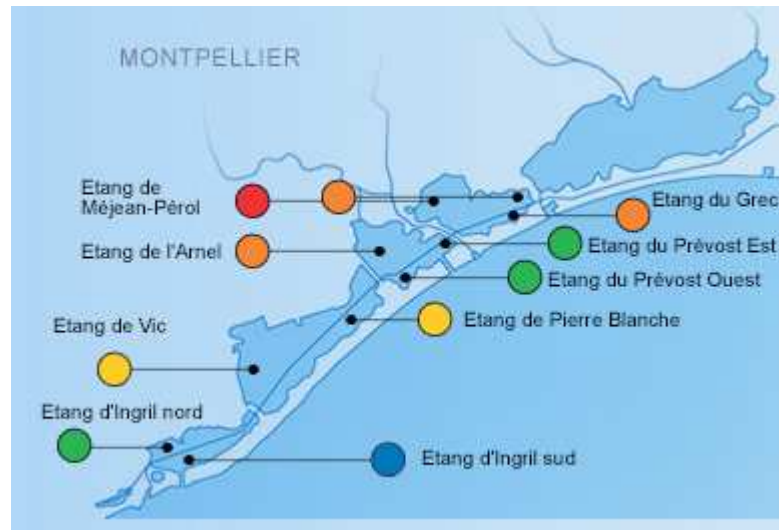 MONTPELLIER
Etang de
Méjean-Pérol
Etang du Grec
Etang de l'Arnel
Etang du Prévost Est
Etang du Prévost Ouest
Etang de Vic
Etang de Pierre Blanche
Etang d'Ingril nord
Etang d'Ingril sud